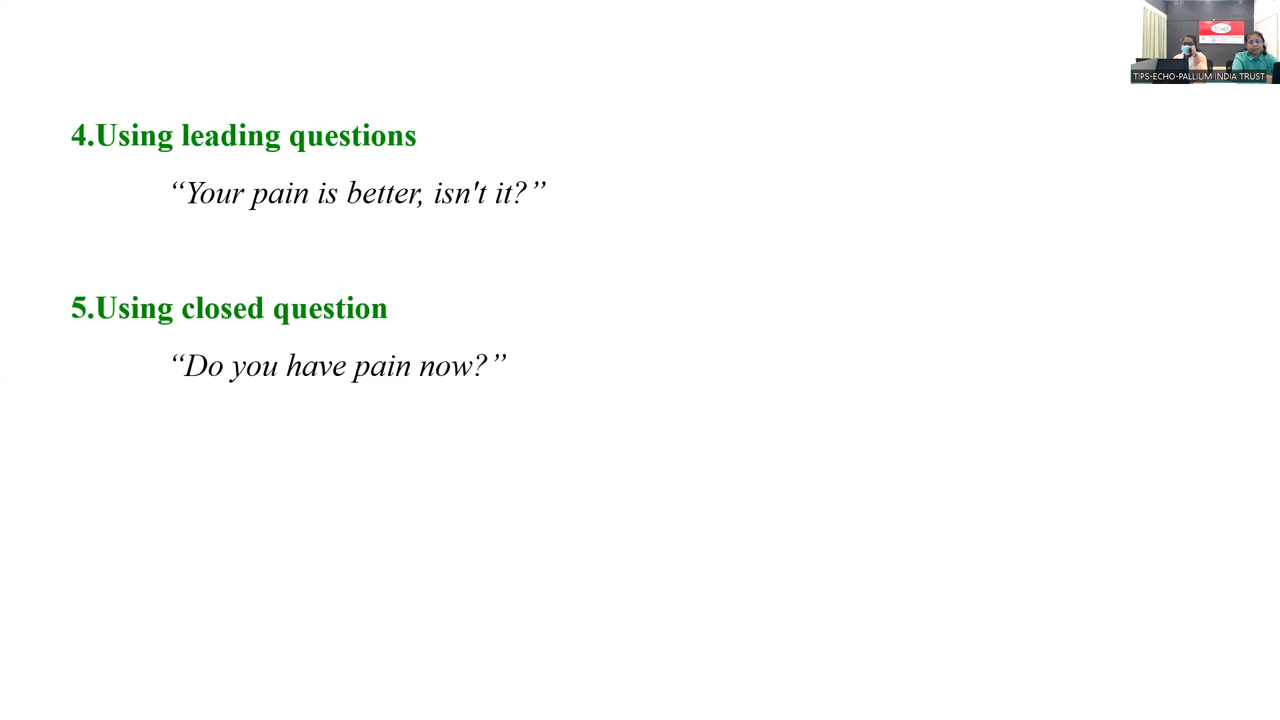 4.Using leading questions
“Your pain is better, isn't it?”
5.Using closed question
“Do you have pain now?”
TIPS-ECHO-PALLIUM INDIA TRUST